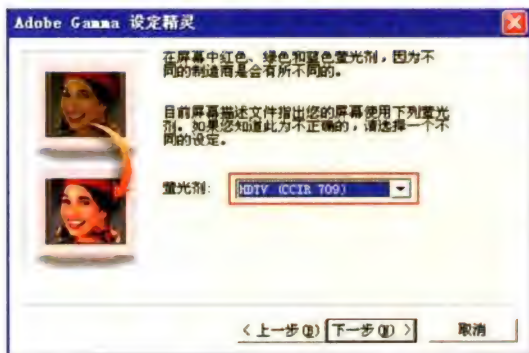 Adobe Gamma 设定精灵
在屏幕中红色、绿色和蓝色萤光剂，因为不
同的制造商是会有所不同的。
目前屏幕描述文件指出您的屏幕使用下列萤光
剂。如果您知道此为不正确的，请选择一个不
同的设定。
萤光剂:
HDTV (CCIR 709)
< 上一步(B)
下一步(N) >
取消